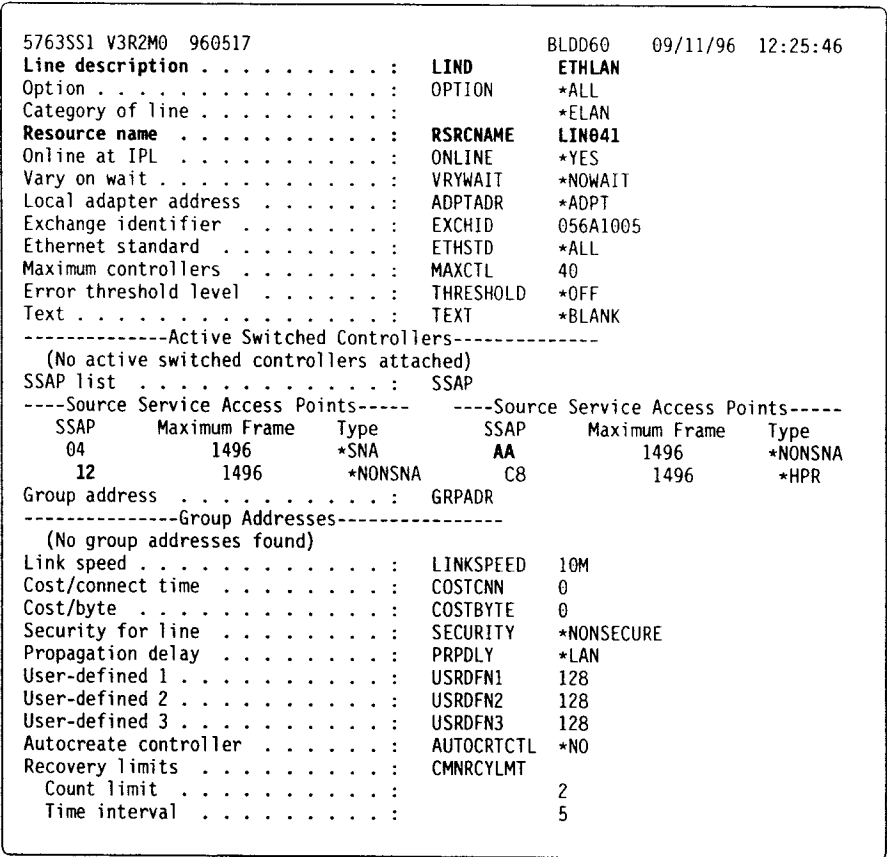 5763SS1 V3R2M0 960517 BLDD60 09/11/96 12:25:46
Line description . . . . . . . . . . : LIND ETHLAN
Option . . . . . . . . . . . . . . . : OPTION *ALL
Category of line . . . . . . . . . . : *ELAN
Resource name . . . . . . . . . . . : RSRCNAME LIN041
Online at IPL . . . . . . . . . . . : ONLINE *YES
Vary on wait . . . . . . . . . . . . : VRYWAIT *NOWAIT
Local adapter address . . . . . . . : ADPTADR *ADPT
Exchange identifier . . . . . . . . : EXCHID 056A1005
Ethernet standard . . . . . . . . . : ETHSTD *ALL
Maximum controllers . . . . . . . . : MAXCTL 40
Error threshold level . . . . . . . : THRESHOLD *OFF
Text . . . . . . . . . . . . . . . . : TEXT *BLANK
--------------Active Switched Controllers--------------
(No active switched controllers attached)
SSAP list . . . . . . . . . . . . . : SSAP
----Source Service Access Points----- ----Source Service Access Points-----
SSAP Maximum Frame Type SSAP Maximum Frame Type
04 1496 *SNA AA 1496 *NONSNA
12 1496 *NONSNA C8 1496 *HPR
Group address . . . . . . . . . . . : GRPADR
---------------Group Addresses----------------
(No group addresses found)
Link speed . . . . . . . . . . . . . : LINKSPEED 10M
Cost/connect time . . . . . . . . . : COSTCNN 0
Cost/byte . . . . . . . . . . . . . : COSTBYTE 0
Security for line . . . . . . . . . : SECURITY *NONSECURE
Propagation delay . . . . . . . . . : PRPDLY *LAN
User-defined 1 . . . . . . . . . . . : USRDFN1 128
User-defined 2 . . . . . . . . . . . : USRDFN2 128
User-defined 3 . . . . . . . . . . . : USRDFN3 128
Autocreate controller . . . . . . . : AUTOCRTCTL *NO
Recovery limits . . . . . . . . . . : CMNRCYLMT
Count limit . . . . . . . . . . . : 2
Time interval . . . . . . . . . . : 5